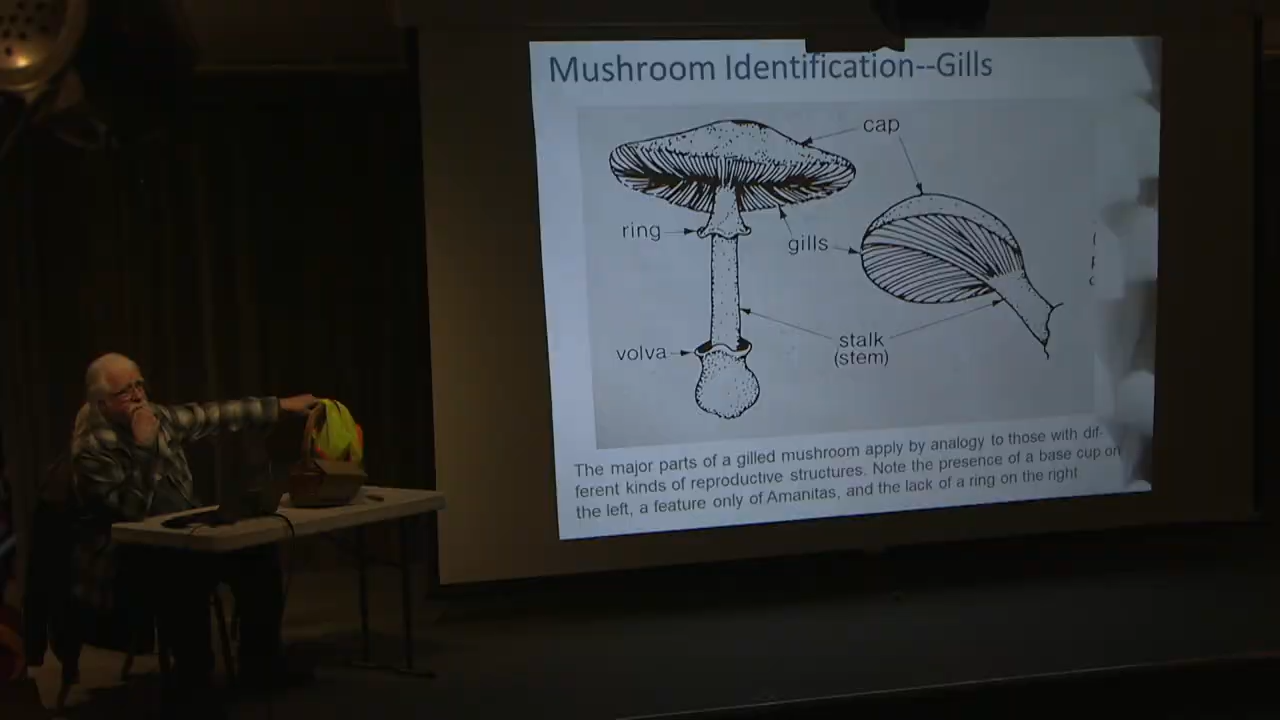 Mushroom Identification--Gills
cap
ring
gills
stalk
(stem)
volva
The major parts of a gilled mushroom apply by analogy to those with dif-
ferent kinds of reproductive structures. Note the presence of a base cup on
the left, a feature only of Amanitas, and the lack of a ring on the right